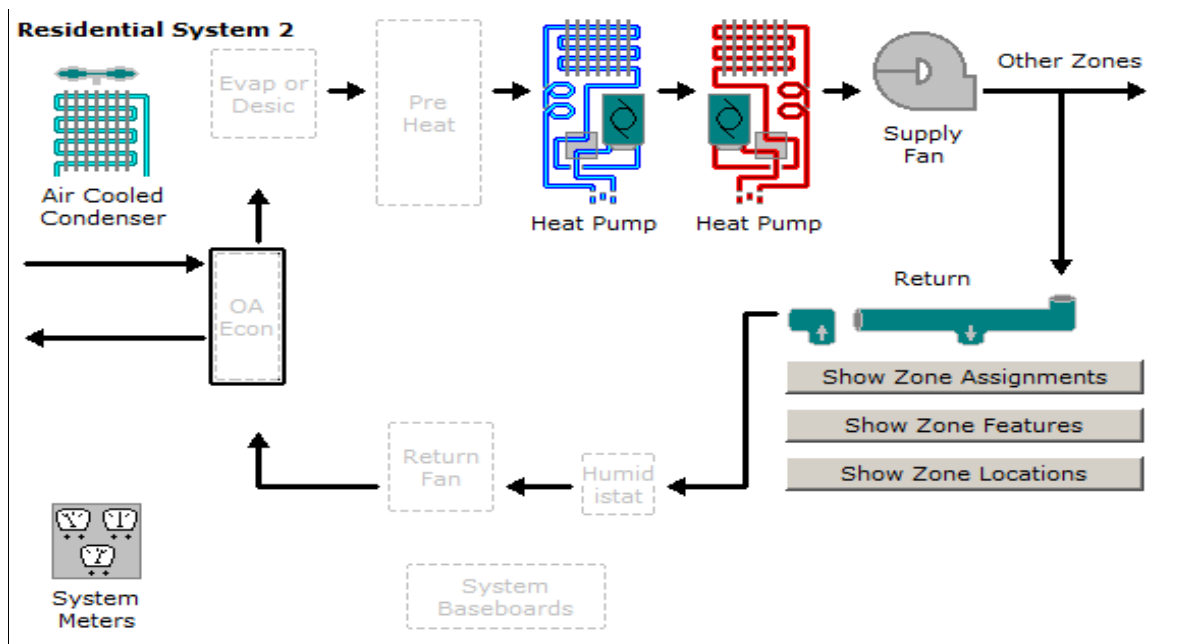 Residential System 2
Air Cooled
Condenser
Evap or
Desic
Pre
Heat
Heat Pump
Heat Pump
Supply
Fan
Other Zones
OA
Econ
Return
Show Zone Assignments
Show Zone Features
Show Zone Locations
Return
Fan
Humid
istat
System
Meters
System
Baseboards